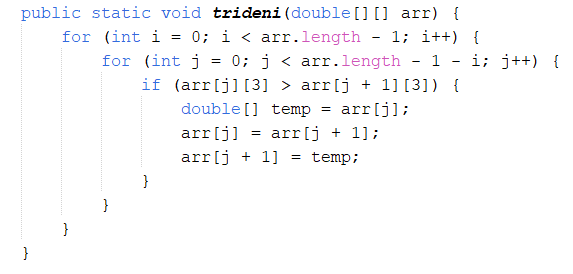 public static void trideni(double[][] arr) {
for (int i = 0; i < arr.length - 1; i++) {
for (int j = 0; j < arr.length - 1 - i; j++) {
if (arr[j][3] > arr[j + 1][3]) {
double[] temp = arr[j];
arr[j] = arr[j + 1];
arr[j + 1] = temp;
}
}
}
}